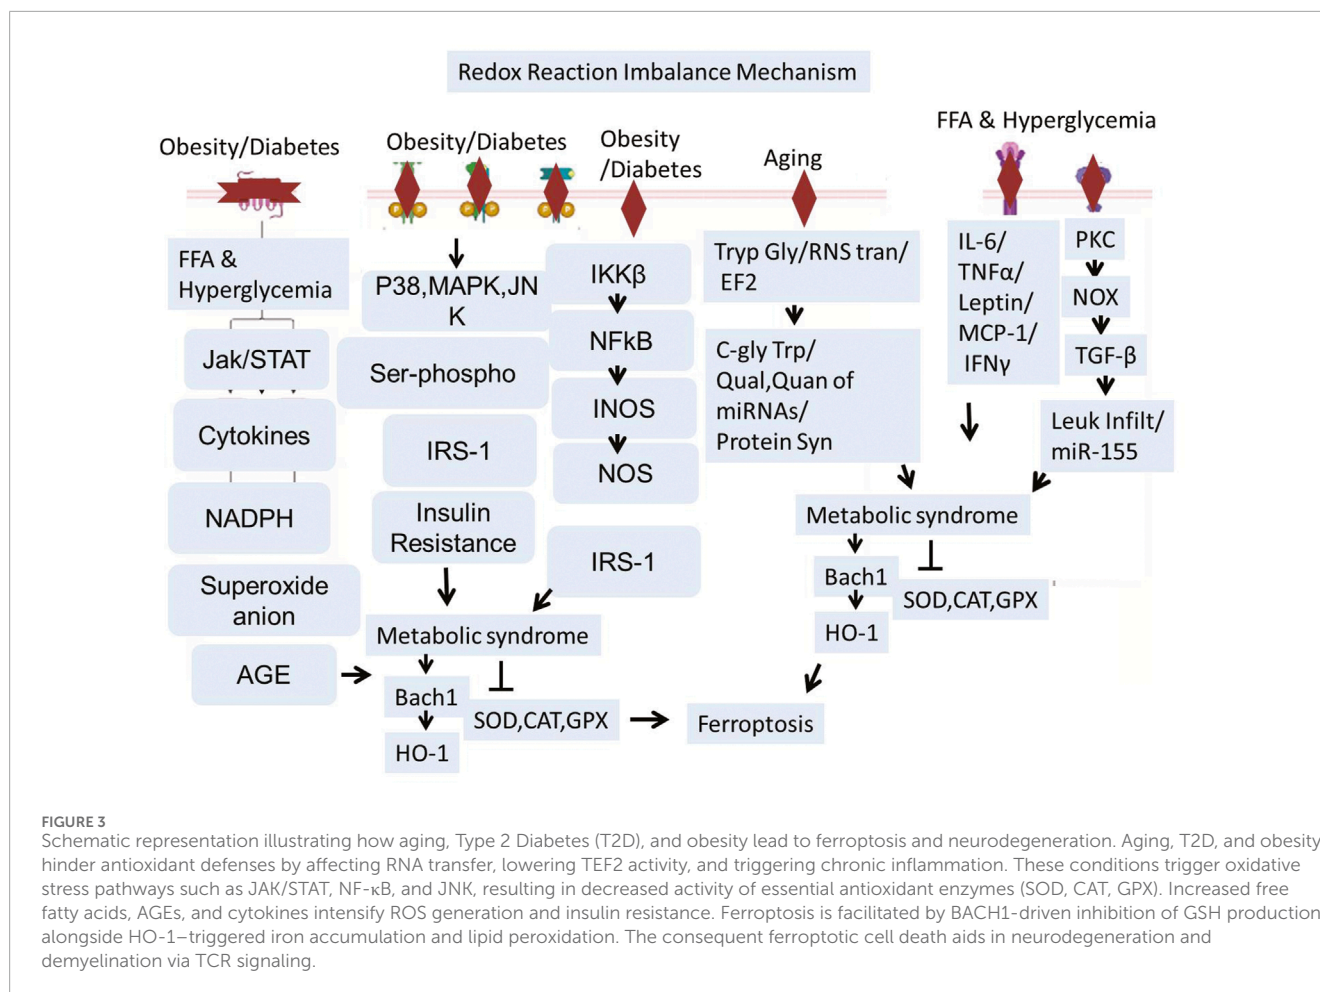 Redox Reaction Imbalance Mechanism
Obesity/Diabetes
FFA &
Hyperglycemia
Jak/STAT
Cytokines
NADPH
Superoxide
anion
AGE
Obesity/Diabetes
P
P
P
P
P
P
P38,MAPK,JN
K
Ser-phospho
IRS-1
Insulin
Resistance
Obesity
/Diabetes
IKKβ
NFkB
INOS
NOS
IRS-1
Metabolic syndrome
Bach1
HO-1
SOD,CAT,GPX
Aging
Tryp Gly/RNS tran/
EF2
C-gly Trp/
Qual,Quan of
miRNAs/
Protein Syn
FFA & Hyperglycemia
IL-6/
TNFα/
Leptin/
MCP-1/
IFNγ
PKC
NOX
TGF-β
Leuk Infilt/
miR-155
Metabolic syndrome
Bach1
SOD,CAT,GPX
HO-1
Ferroptosis
FIGURE 3
Schematic representation illustrating how aging, Type 2 Diabetes (T2D), and obesity lead to ferroptosis and neurodegeneration. Aging, T2D, and obesity
hinder antioxidant defenses by affecting RNA transfer, lowering TEF2 activity, and triggering chronic inflammation. These conditions trigger oxidative
stress pathways such as JAK/STAT, NF-κB, and JNK, resulting in decreased activity of essential antioxidant enzymes (SOD, CAT, GPX). Increased free
fatty acids, AGEs, and cytokines intensify ROS generation and insulin resistance. Ferroptosis is facilitated by BACH1-driven inhibition of GSH production
alongside HO-1–triggered iron accumulation and lipid peroxidation. The consequent ferroptotic cell death aids in neurodegeneration and
demyelination via TCR signaling.